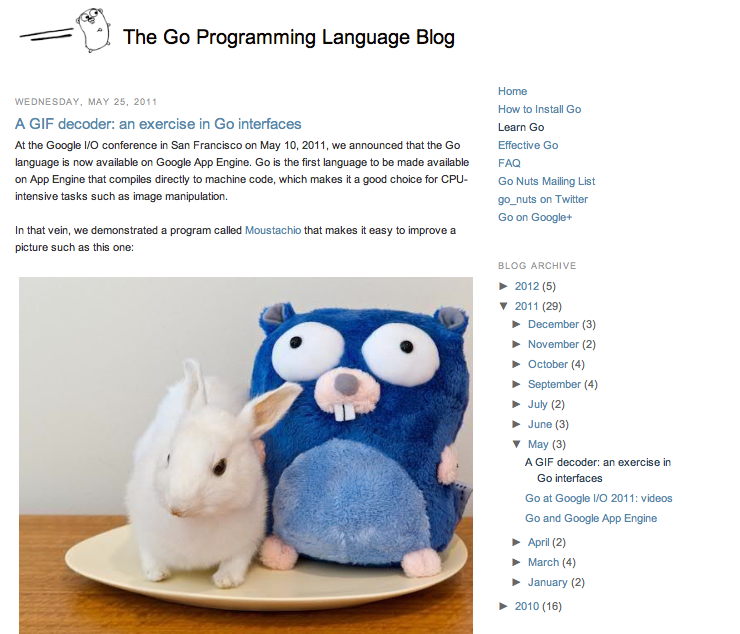 The Go Programming Language Blog
WEDNESDAY, MAY 25, 2011
A GIF decoder: an exercise in Go interfaces
At the Google I/O conference in San Francisco on May 10, 2011, we announced that the Go
language is now available on Google App Engine. Go is the first language to be made available
on App Engine that compiles directly to machine code, which makes it a good choice for CPU-
intensive tasks such as image manipulation.
In that vein, we demonstrated a program called Moustachio that makes it easy to improve a
picture such as this one:
Home
How to Install Go
Learn Go
Effective Go
FAQ
Go Nuts Mailing List
go_nuts on Twitter
Go on Google+
BLOG ARCHIVE
► 2012 (5)
▼ 2011 (29)
► December (3)
► November (2)
► October (4)
► September (4)
► July (2)
► June (3)
▼ May (3)
A GIF decoder: an exercise in
Go interfaces
Go at Google I/O 2011: videos
Go and Google App Engine
► April (2)
► March (4)
► January (2)
► 2010 (16)